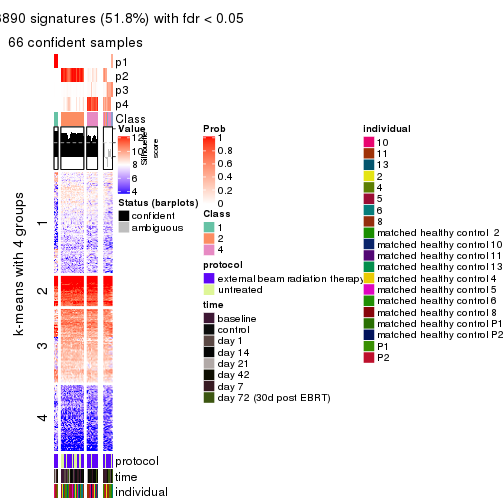 890 signatures (51.8%) with fdr < 0.05
66 confident samples
p1
p2
p3
p4
Class
Silhouette
score
k-means with 4 groups
1
2
3
4
protocol
time
individual
Value
12
10
8
6
4
Status (barplots)
confident
ambiguous
Prob
1
0.8
0.6
0.4
0.2
0
Class
1
2
4
protocol
external beam radiation therapy
untreated
time
baseline
control
day 1
day 14
day 21
day 42
day 7
day 72 (30d post EBRT)
individual
10
11
13
2
4
5
6
8
matched healthy control 2
matched healthy control 10
matched healthy control 11
matched healthy control 13
matched healthy control 4
matched healthy control 5
matched healthy control 6
matched healthy control 8
matched healthy control P1
matched healthy control P2
P1
P2